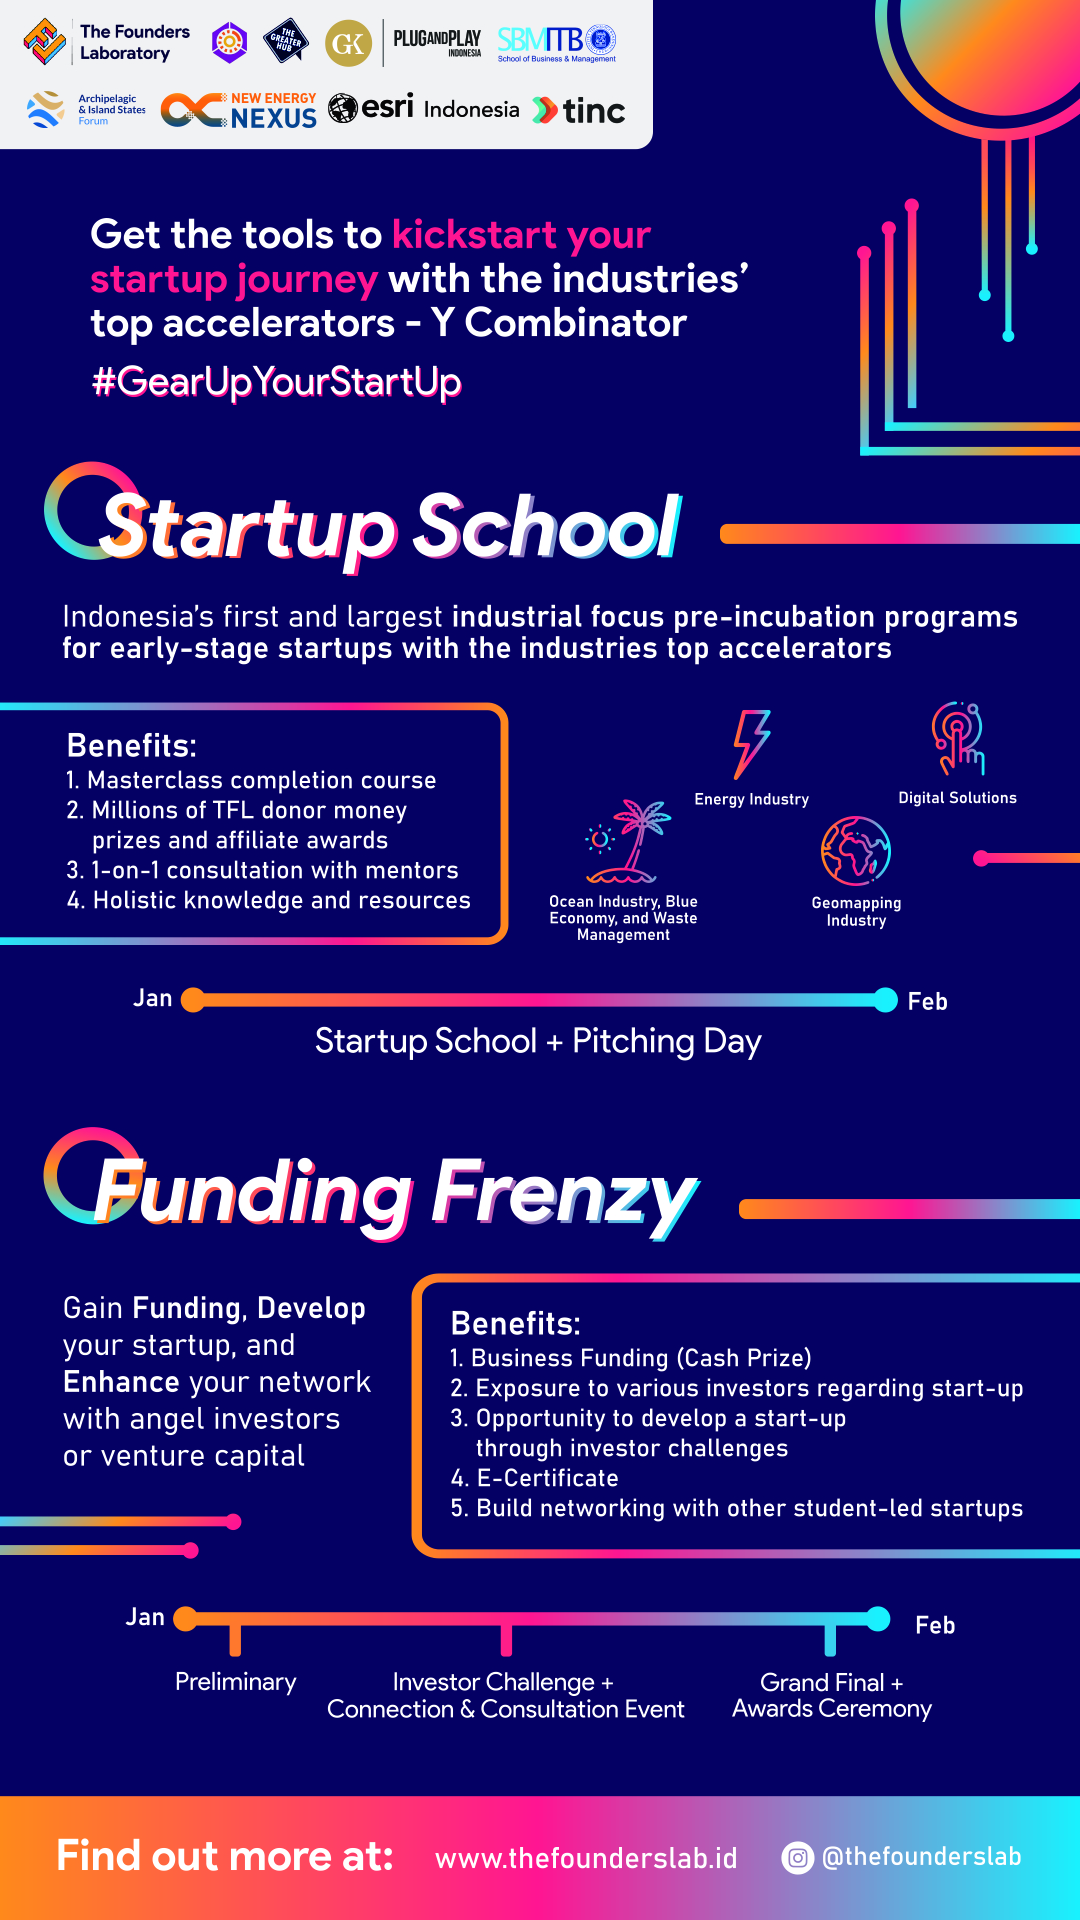 The Founders
Laboratory
THE
GREATER
HUB
GK
PLUGANDPLAY
INDONESIA
SBMITB
School of Business & Management
Archipelagic
& Island States
Forum
NEW ENERGY
NEXUS
esri Indonesia
tinc
Get the tools to kickstart your
startup journey with the industries’
top accelerators - Y Combinator
#GearUpYourStartUp
Startup School
Indonesia’s first and largest industrial focus pre-incubation programs
for early-stage startups with the industries top accelerators
Benefits:
1. Masterclass completion course
2. Millions of TFL donor money
prizes and affiliate awards
3. 1-on-1 consultation with mentors
4. Holistic knowledge and resources
Energy Industry
Digital Solutions
Ocean Industry, Blue
Economy, and Waste
Management
Geomapping
Industry
Jan
Feb
Startup School + Pitching Day
Funding Frenzy
Gain Funding, Develop
your startup, and
Enhance your network
with angel investors
or venture capital
Benefits:
1. Business Funding (Cash Prize)
2. Exposure to various investors regarding start-up
3. Opportunity to develop a start-up
through investor challenges
4. E-Certificate
5. Build networking with other student-led startups
Jan
Feb
Preliminary
Investor Challenge +
Connection & Consultation Event
Grand Final +
Awards Ceremony
Find out more at:
www.thefounderslab.id
@thefounderslab